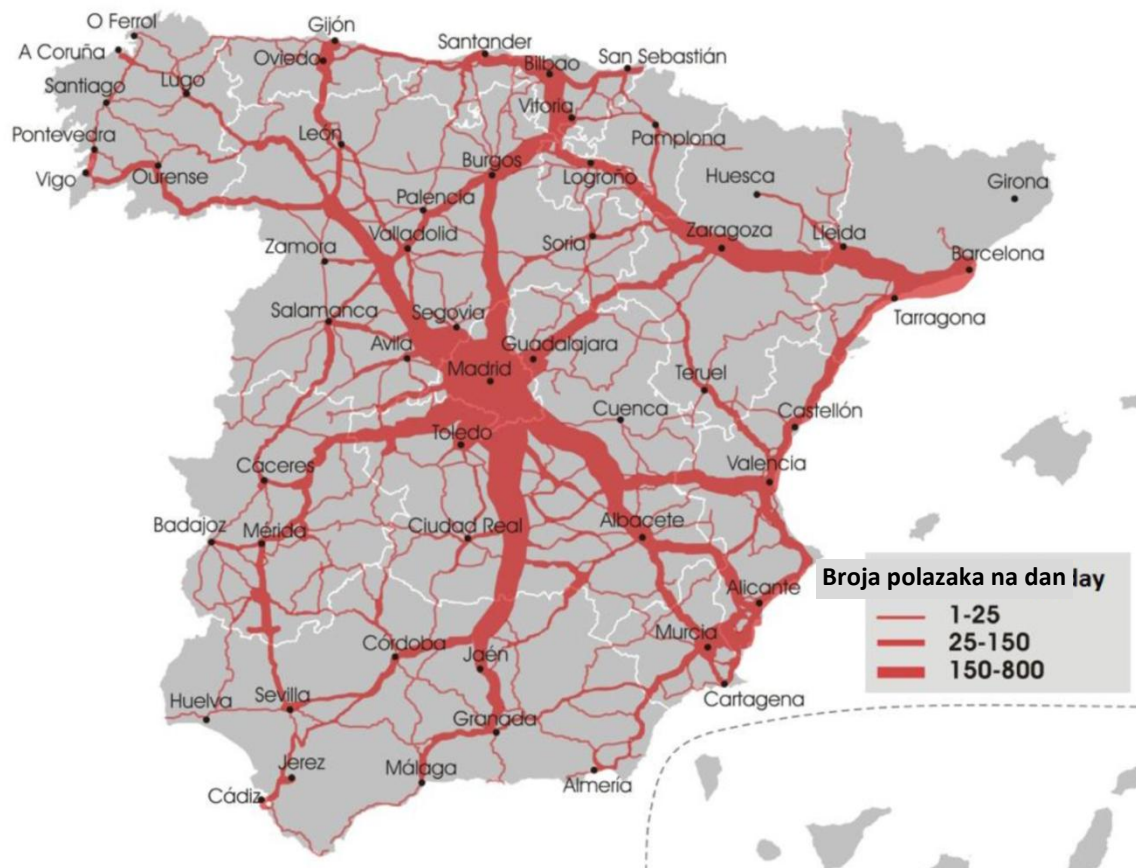 O Ferrol
Gijón
A Coruña
Santander
Oviedo
Bilbao
San Sebastián
Santiago
Lugo
Vitoria
Pontevedra
León
Pamplona
Vigo
Ourense
Burgos
Logroño
Huesca
Girona
Palencia
Zamora
Valladolid
Soria
Zaragoza
Lleida
Barcelona
Salamanca
Segovia
Tarragona
Avila
Guadalajara
Madrid
Teruel
Toledo
Cuenca
Castellón
Cáceres
Valencia
Badajoz
Mérida
Ciudad Real
Albacete
Alicante
Broja polazaka na dan lay
1-25
25-150
150-800
Córdoba
Jaén
Murcia
Cartagena
Huelva
Sevilla
Granada
Jerez
Málaga
Almería
Cádiz